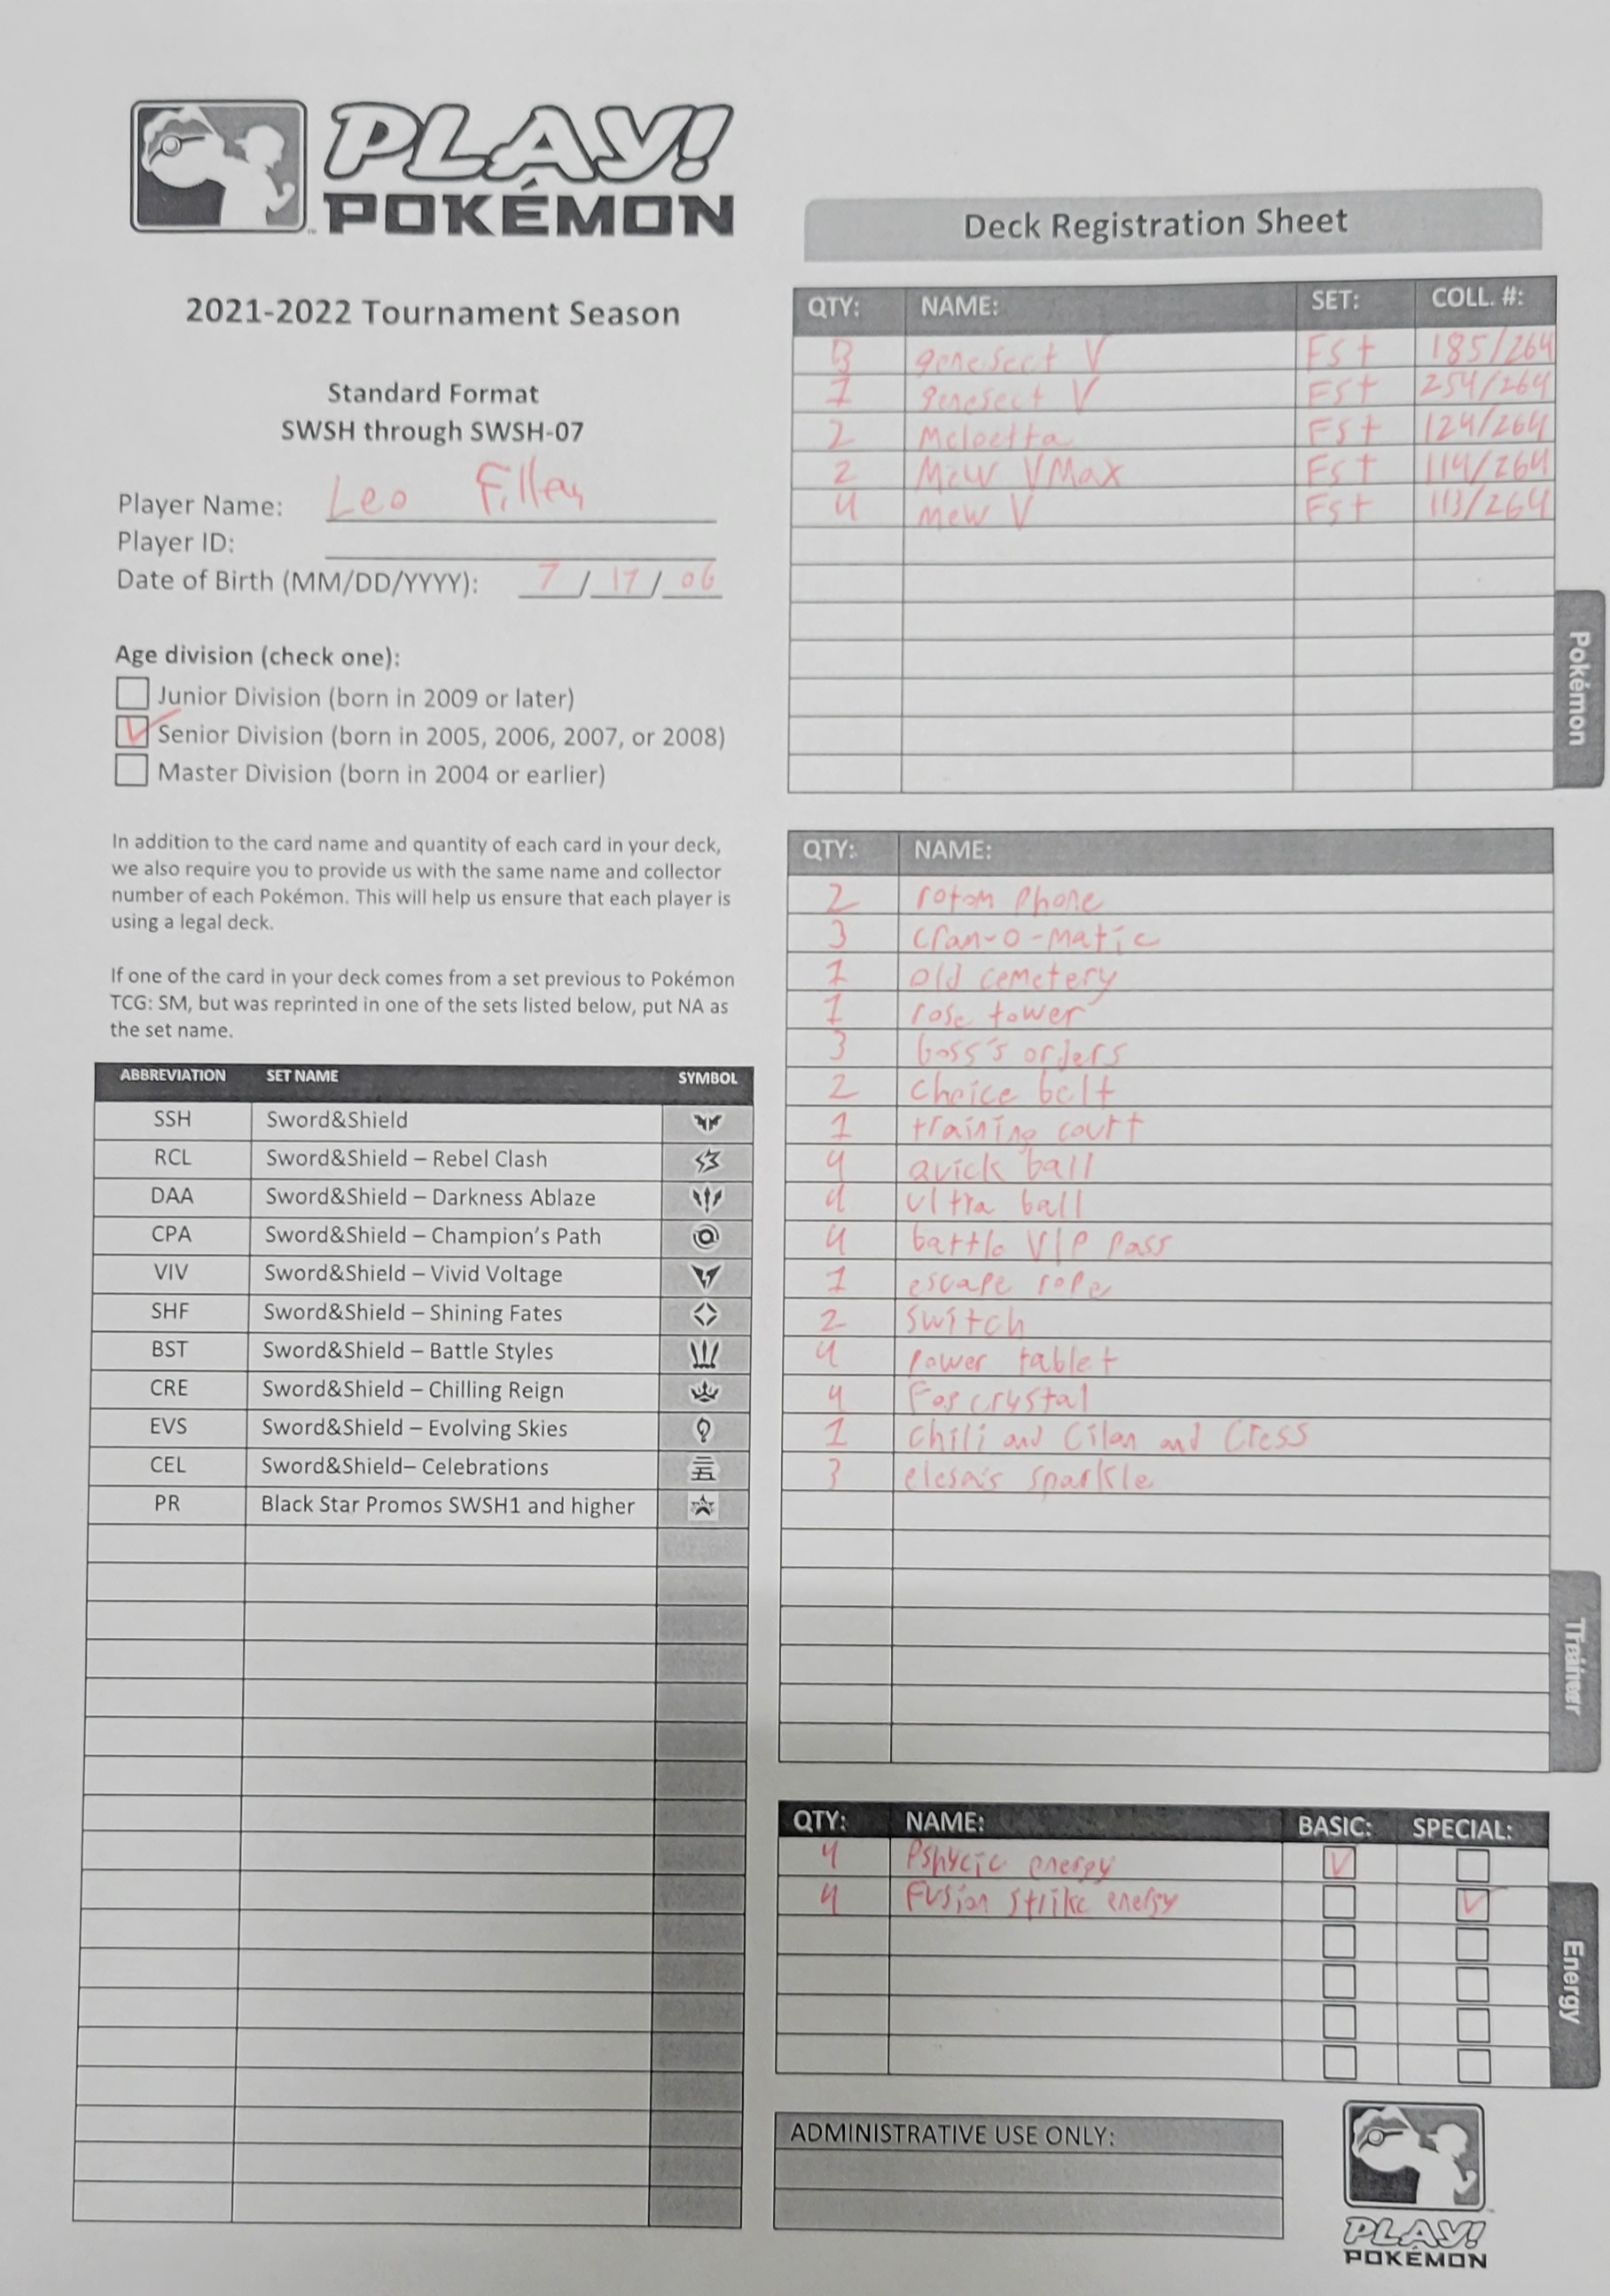 PLAY!
POKÉMON
2021-2022 Tournament Season
Standard Format
SWSH through SWSH-07
Player Name: Leo Filley
Player ID:
Date of Birth (MM/DD/YYYY): 7 / 17 / 06
Age division (check one):
Junior Division (born in 2009 or later)
Senior Division (born in 2005, 2006, 2007, or 2008)
Master Division (born in 2004 or earlier)
In addition to the card name and quantity of each card in your deck,
we also require you to provide us with the same name and collector
number of each Pokémon. This will help us ensure that each player is
using a legal deck.
If one of the card in your deck comes from a set previous to Pokémon
TCG: SM, but was reprinted in one of the sets listed below, put NA as
the set name.
ABBREVIATION SET NAME SYMBOL
SSH Sword&Shield
RCL Sword&Shield – Rebel Clash
DAA Sword&Shield – Darkness Ablaze
CPA Sword&Shield – Champion's Path
VIV Sword&Shield – Vivid Voltage
SHF Sword&Shield – Shining Fates
BST Sword&Shield – Battle Styles
CRE Sword&Shield – Chilling Reign
EVS Sword&Shield – Evolving Skies
CEL Sword&Shield– Celebrations
PR Black Star Promos SWSH1 and higher
Deck Registration Sheet
QTY: NAME: SET: COLL. #:
3 genesect V Fst 185/264
1 genesect V Fst 254/264
2 Meloetta Fst 124/264
2 Mew VMax Fst 114/264
4 mew V Fst 113/264
Pokémon
QTY: NAME:
2 rotom Phone
3 cram-o-matic
1 old cemetery
1 rose tower
3 boss's orders
2 choice belt
1 training court
4 quick ball
4 ultra ball
4 battle VIP Pass
1 escape rope
2 switch
4 power tablet
4 Fog crystal
1 chili and Cilan and Cress
3 elesa's sparkle
Trainer
QTY: NAME: BASIC: SPECIAL:
4 Pshycic energy
4 Fusion strike energy
Energy
ADMINISTRATIVE USE ONLY:
PLAY!
POKÉMON